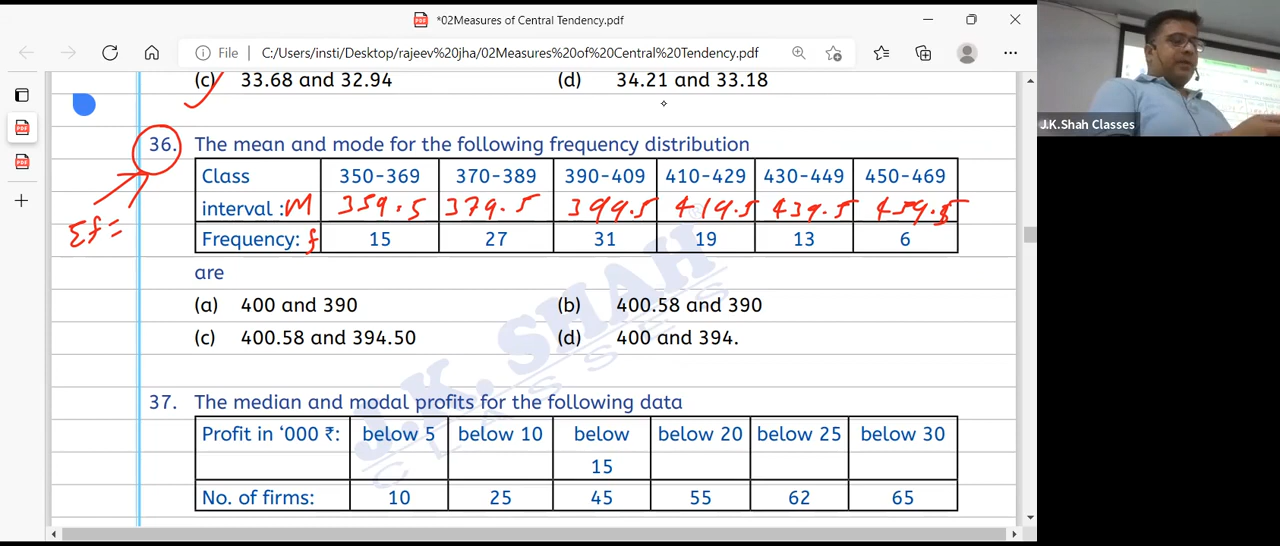 *02Measures of Central Tendency.pdf
File C:/Users/insti/Desktop/rajeev%20jha/02Measures%20of%20Central%20Tendency.pdf
J.K.Shah Classes
(c) 33.68 and 32.94 (d) 34.21 and 33.18
36. The mean and mode for the following frequency distribution
Class 350-369 370-389 390-409 410-429 430-449 450-469
interval : M 359.5 379.5 399.5 419.5 439.5 459.5
Σf =
Frequency: f 15 27 31 19 13 6
are
(a) 400 and 390 (b) 400.58 and 390
(c) 400.58 and 394.50 (d) 400 and 394.
J.K. SHAH
CLASSES
37. The median and modal profits for the following data
Profit in ‘000 ₹: below 5 below 10 below 15 below 20 below 25 below 30
No. of firms: 10 25 45 55 62 65